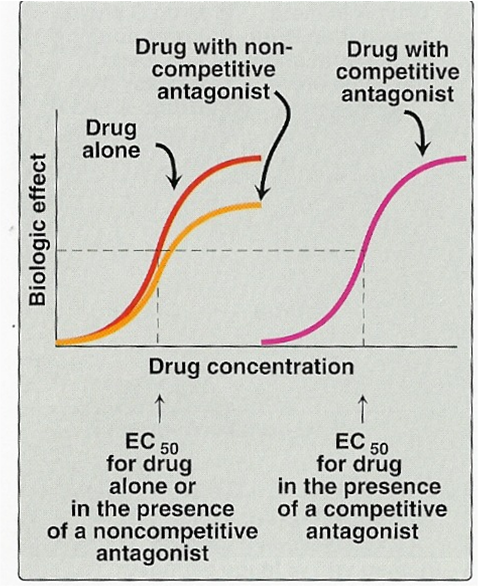 Drug with non-
competitive
antagonist
Drug with
competitive
antagonist
Drug
alone
Biologic effect
Drug concentration
EC50
for drug
alone or
in the presence
of a noncompetitive
antagonist
EC50
for drug
in the presence
of a competitive
antagonist